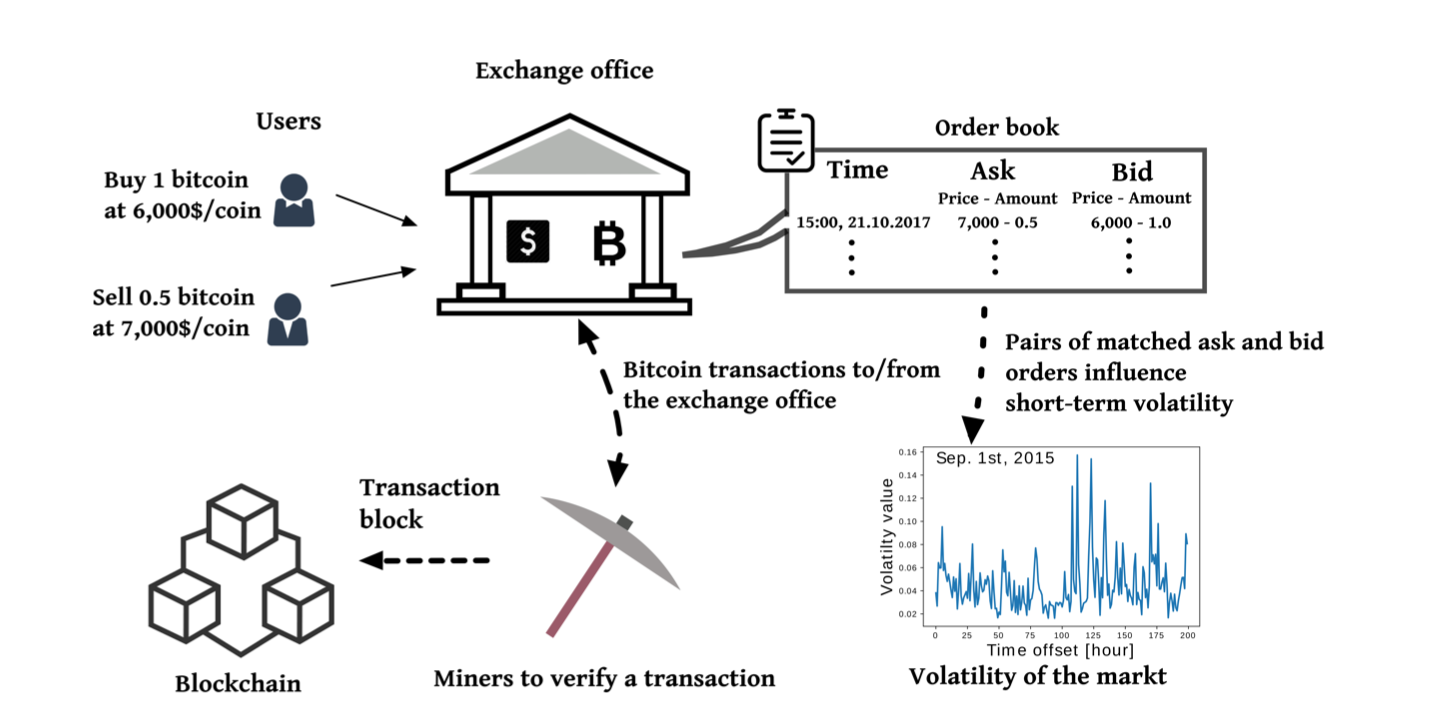 Exchange office
Users
Buy 1 bitcoin
at 6,000$/coin
Sell 0.5 bitcoin
at 7,000$/coin
$
₿
Order book
Time Ask Bid
Price - Amount Price - Amount
15:00, 21.10.2017 7,000 - 0.5 6,000 - 1.0
Bitcoin transactions to/from
the exchange office
Pairs of matched ask and bid
orders influence
short-term volatility
Transaction
block
Blockchain
Miners to verify a transaction
Sep. 1st, 2015
Volatilty value
0.16
0.14
0.12
0.10
0.08
0.06
0.04
0.02
0 25 50 75 100 125 150 175 200
Time offset [hour]
Volatility of the markt